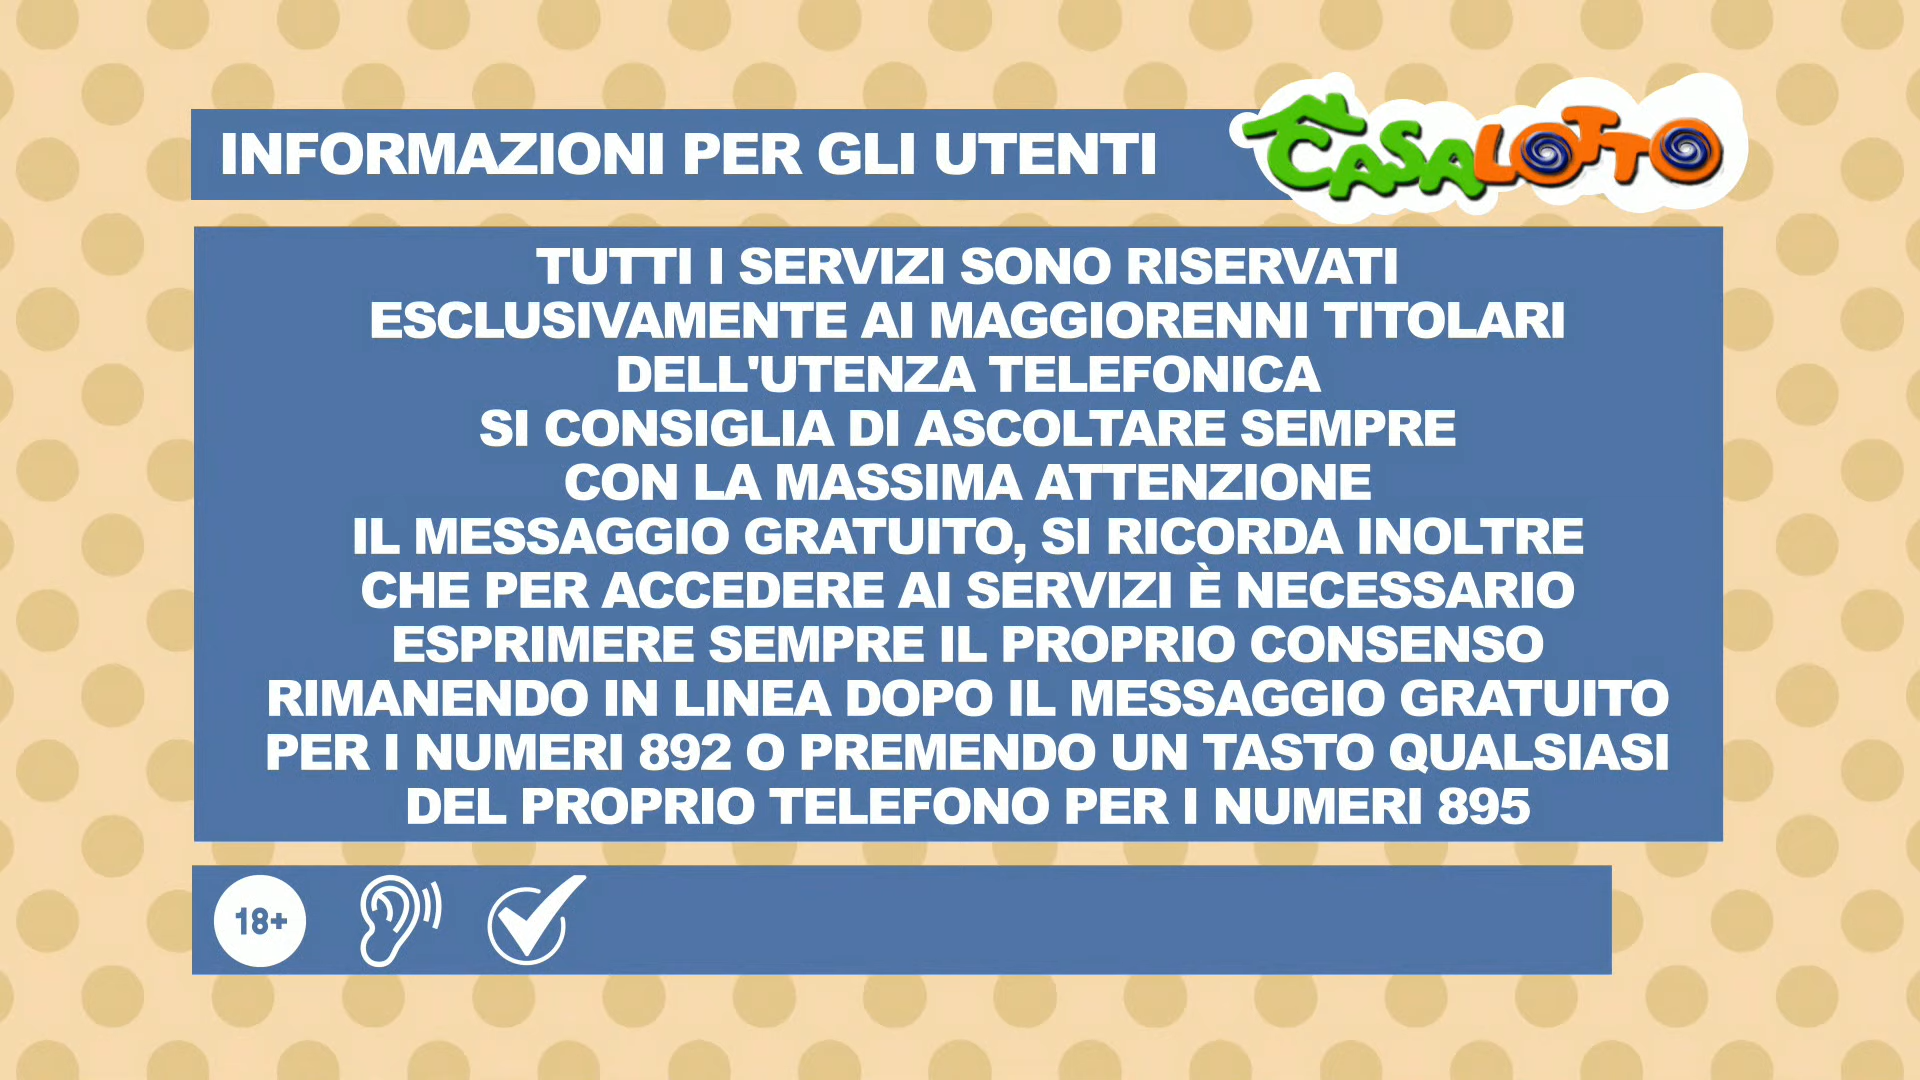 INFORMAZIONI PER GLI UTENTI
CASALOTTO
TUTTI I SERVIZI SONO RISERVATI
ESCLUSIVAMENTE AI MAGGIORENNI TITOLARI
DELL'UTENZA TELEFONICA
SI CONSIGLIA DI ASCOLTARE SEMPRE
CON LA MASSIMA ATTENZIONE
IL MESSAGGIO GRATUITO, SI RICORDA INOLTRE
CHE PER ACCEDERE AI SERVIZI È NECESSARIO
ESPRIMERE SEMPRE IL PROPRIO CONSENSO
RIMANENDO IN LINEA DOPO IL MESSAGGIO GRATUITO
PER I NUMERI 892 O PREMENDO UN TASTO QUALSIASI
DEL PROPRIO TELEFONO PER I NUMERI 895
18+